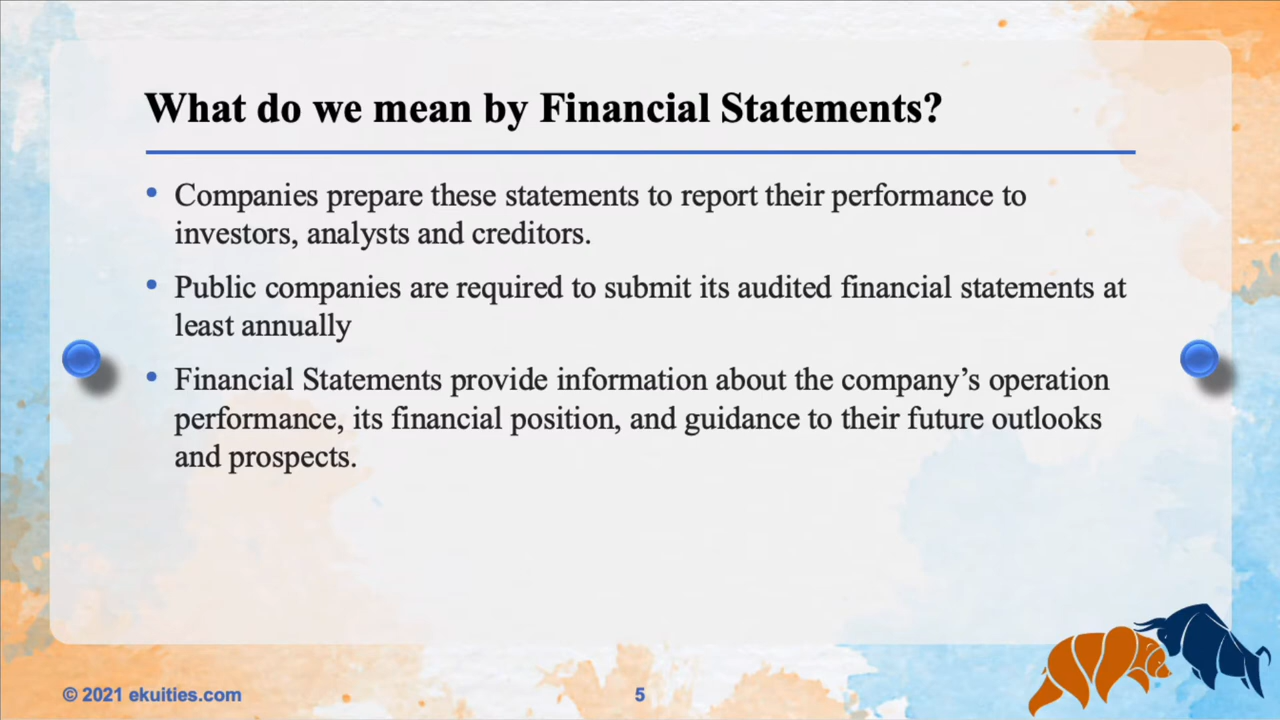 What do we mean by Financial Statements?
• Companies prepare these statements to report their performance to
investors, analysts and creditors.
• Public companies are required to submit its audited financial statements at
least annually
• Financial Statements provide information about the company’s operation
performance, its financial position, and guidance to their future outlooks
and prospects.
© 2021 ekuities.com
5